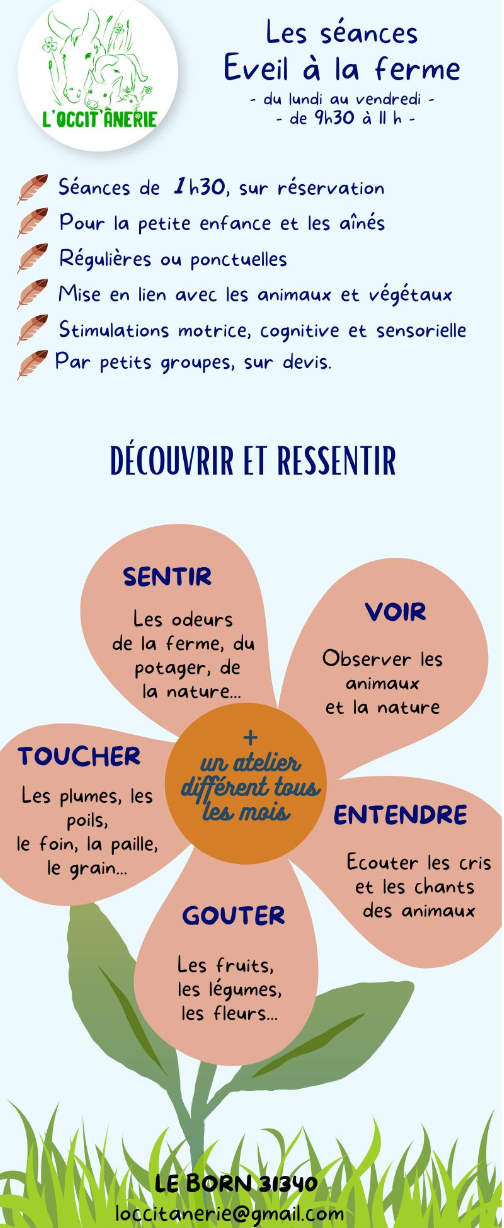 L'OCCIT'ÂNERIE
Les séances
Eveil à la ferme
- du lundi au vendredi -
- de 9h30 à 11 h -
Séances de 1h30, sur réservation
Pour la petite enfance et les aînés
Régulières ou ponctuelles
Mise en lien avec les animaux et végétaux
Stimulations motrice, cognitive et sensorielle
Par petits groupes, sur devis.
DÉCOUVRIR ET RESSENTIR
SENTIR
Les odeurs
de la ferme, du
potager, de
la nature...
VOIR
Observer les
animaux
et la nature
+
un atelier
différent tous
les mois
TOUCHER
Les plumes, les
poils,
le foin, la paille,
le grain...
ENTENDRE
Ecouter les cris
et les chants
des animaux
GOUTER
Les fruits,
les légumes,
les fleurs...
LE BORN 31340
loccitanerie@gmail.com